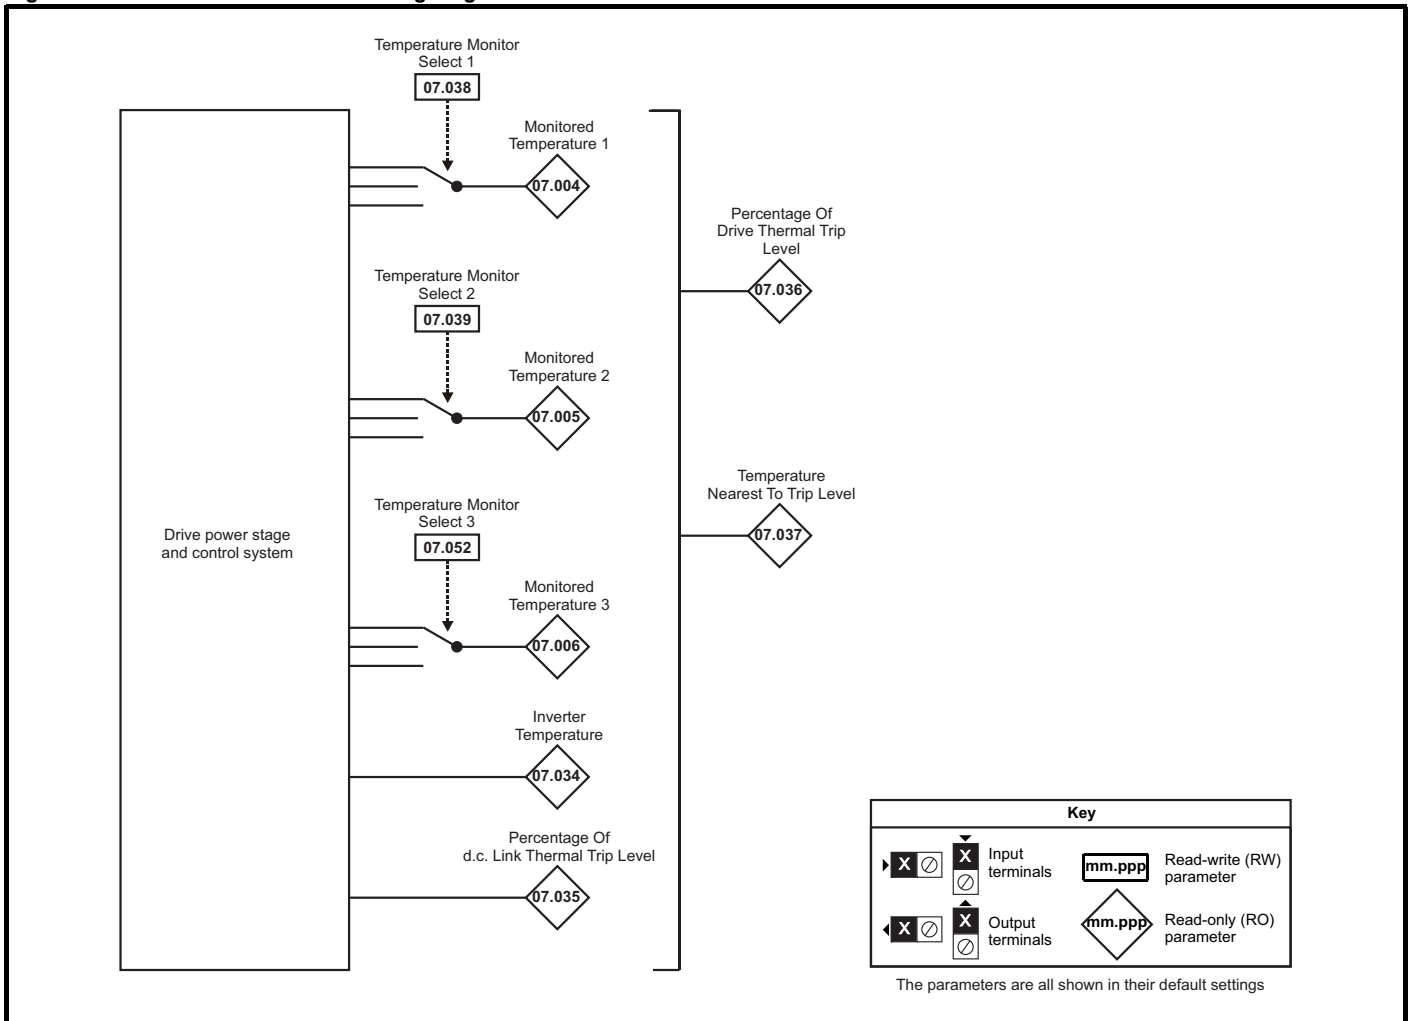 Temperature Monitor
Select 1
07.038
Monitored
Temperature 1
07.004
Percentage Of
Drive Thermal Trip
Level
07.036
Temperature Monitor
Select 2
07.039
Monitored
Temperature 2
07.005
Temperature
Nearest To Trip Level
07.037
Temperature Monitor
Select 3
07.052
Drive power stage
and control system
Monitored
Temperature 3
07.006
Inverter
Temperature
07.034
Percentage Of
d.c. Link Thermal Trip Level
07.035
Key
X
X
Input
terminals
mm.ppp
Read-write (RW)
parameter
X
X
Output
terminals
mm.ppp
Read-only (RO)
parameter
The parameters are all shown in their default settings